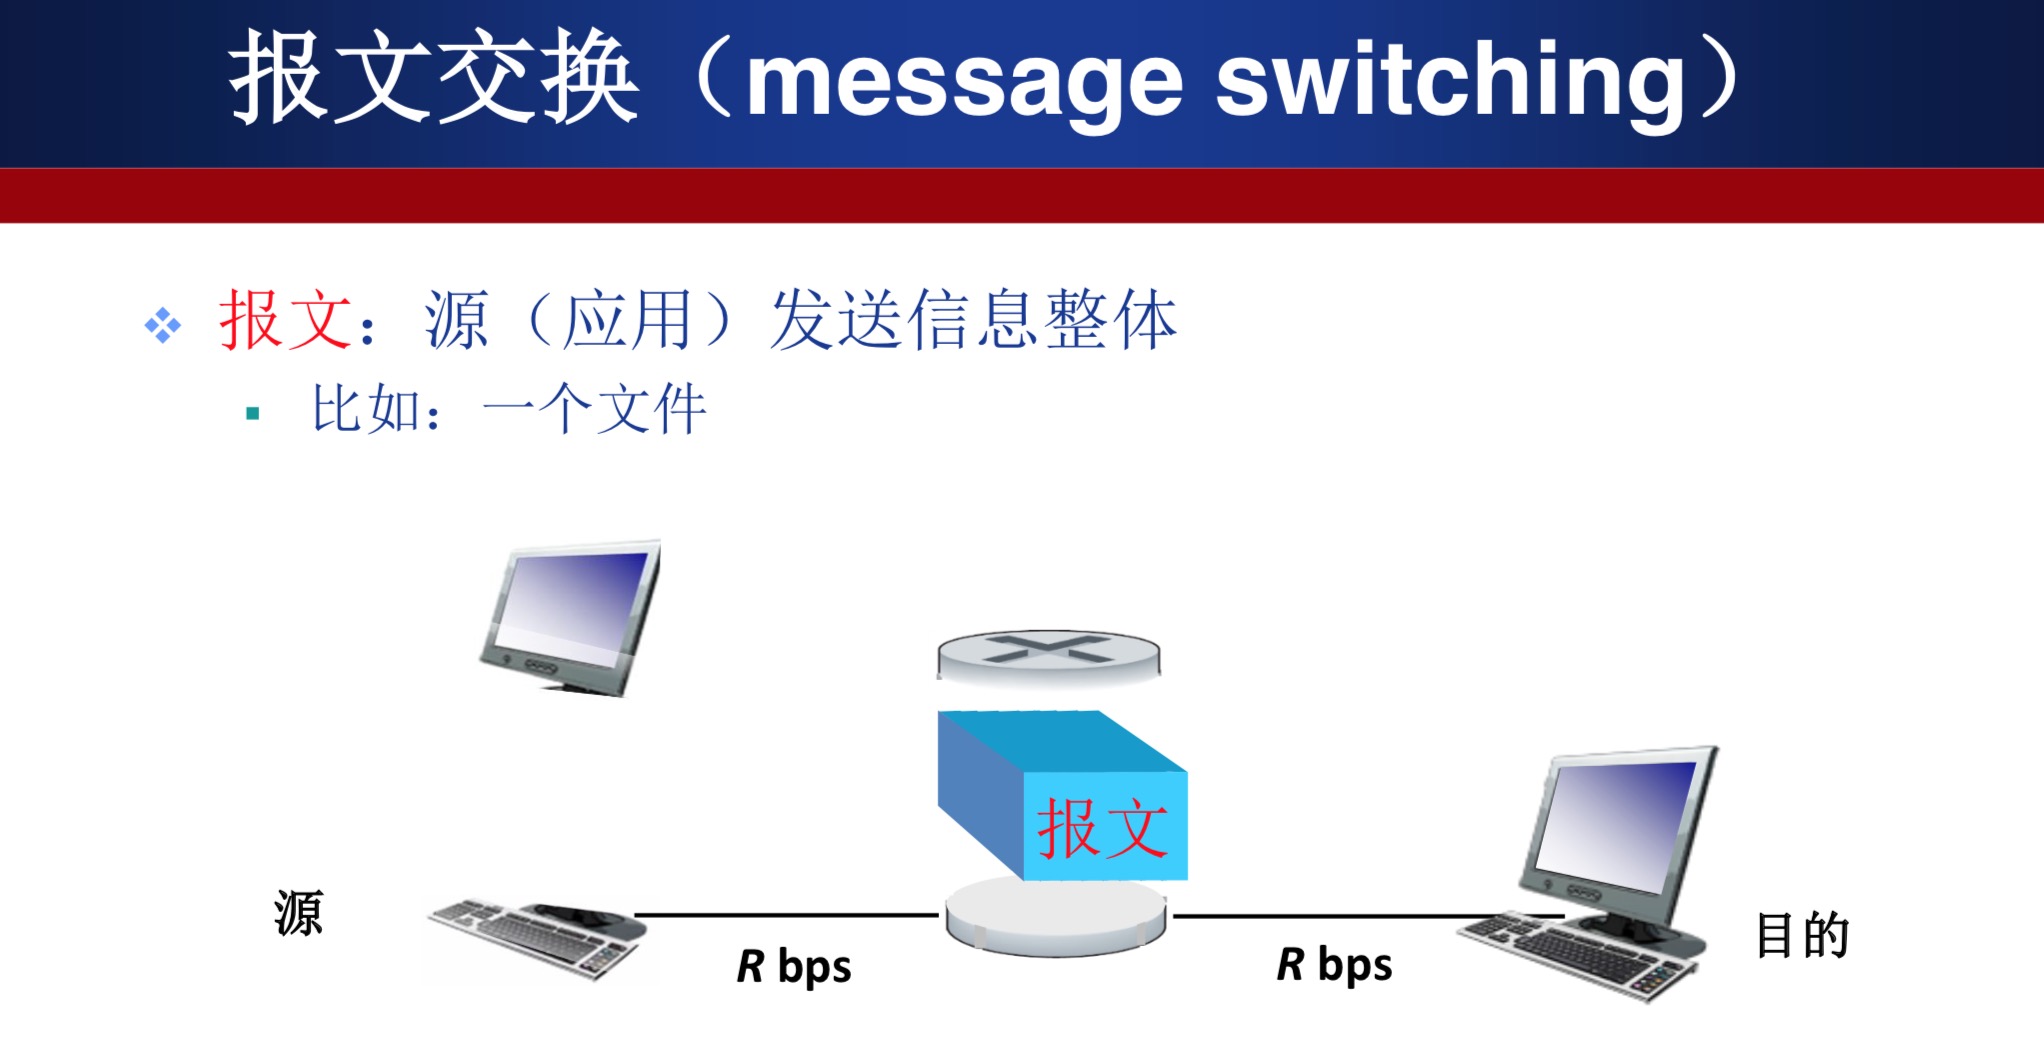 报文交换（message switching）
报文：源（应用）发送信息整体
比如：一个文件
报文
源
R bps
R bps
目的